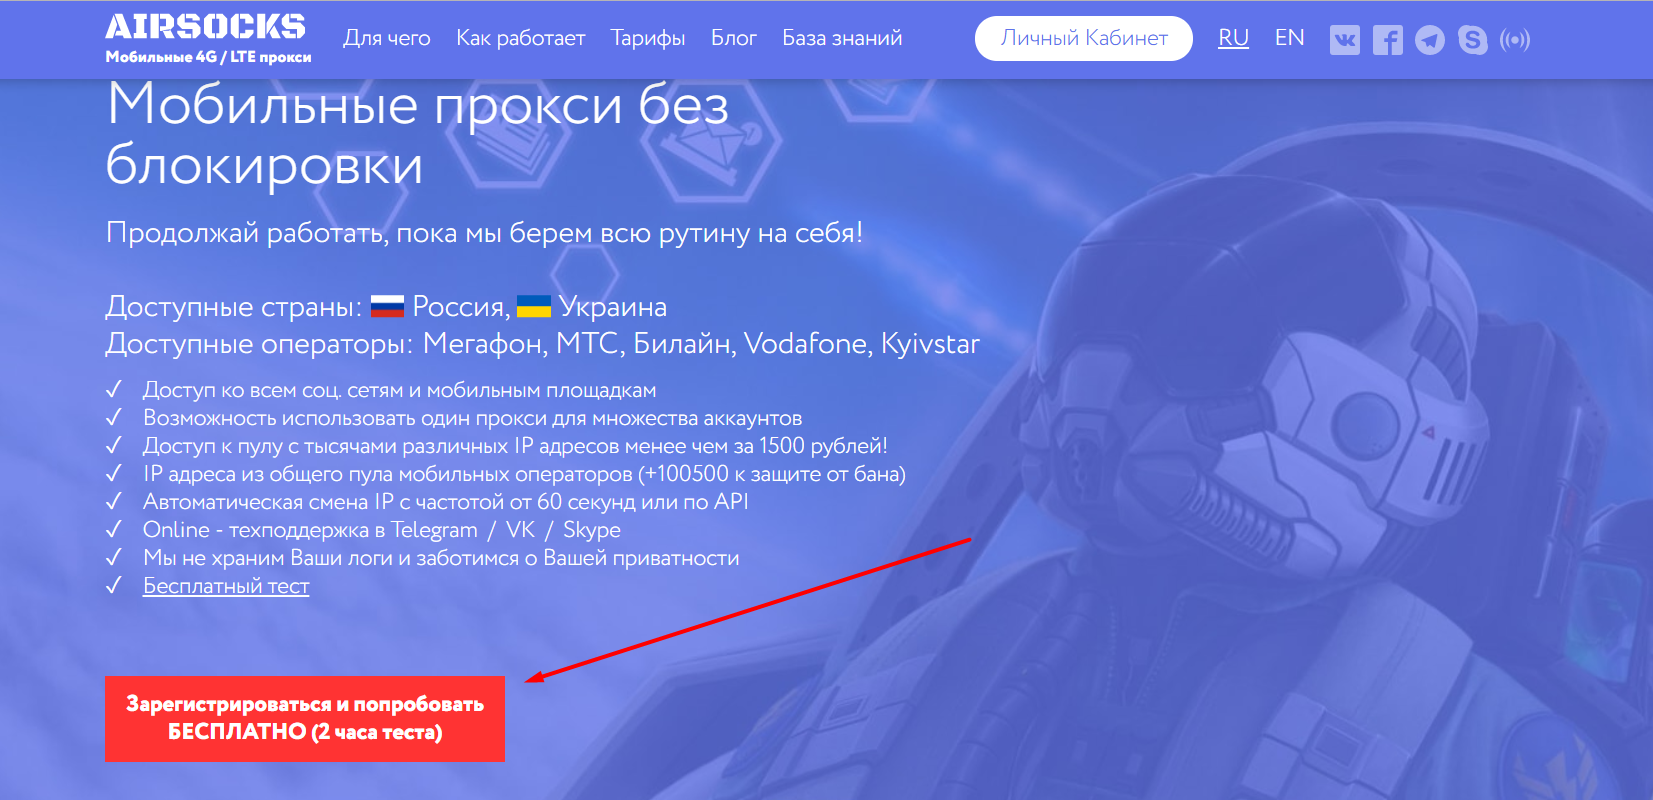 AIRSOCKS
Мобильные 4G / LTE прокси
Для чего Как работает Тарифы Блог База знаний Личный Кабинет RU EN
Мобильные прокси без
блокировки
Продолжай работать, пока мы берем всю рутину на себя!
Доступные страны: Россия, Украина
Доступные операторы: Мегафон, МТС, Билайн, Vodafone, Kyivstar
✓ Доступ ко всем соц. сетям и мобильным площадкам
✓ Возможность использовать один прокси для множества аккаунтов
✓ Доступ к пулу с тысячами различных IP адресов менее чем за 1500 рублей!
✓ IP адреса из общего пула мобильных операторов (+100500 к защите от бана)
✓ Автоматическая смена IP с частотой от 60 секунд или по API
✓ Online - техподдержка в Telegram / VK / Skype
✓ Мы не храним Ваши логи и заботимся о Вашей приватности
✓ Бесплатный тест
Зарегистрироваться и попробовать
БЕСПЛАТНО (2 часа теста)